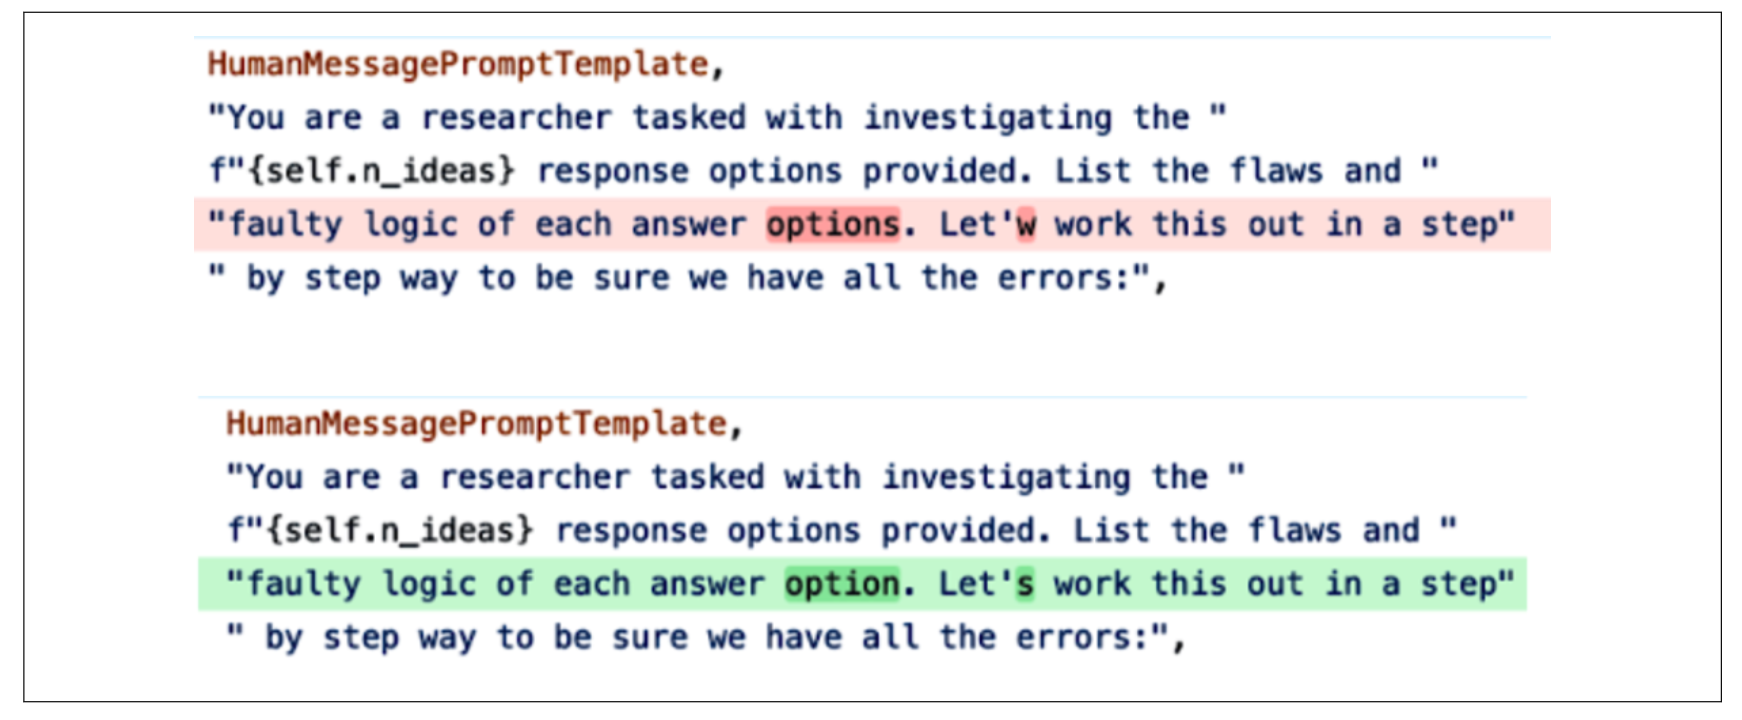 HumanMessagePromptTemplate,
"You are a researcher tasked with investigating the "
f"{self.n_ideas} response options provided. List the flaws and "
"faulty logic of each answer options. Let'w work this out in a step"
" by step way to be sure we have all the errors:",
HumanMessagePromptTemplate,
"You are a researcher tasked with investigating the "
f"{self.n_ideas} response options provided. List the flaws and "
"faulty logic of each answer option. Let's work this out in a step"
" by step way to be sure we have all the errors:",